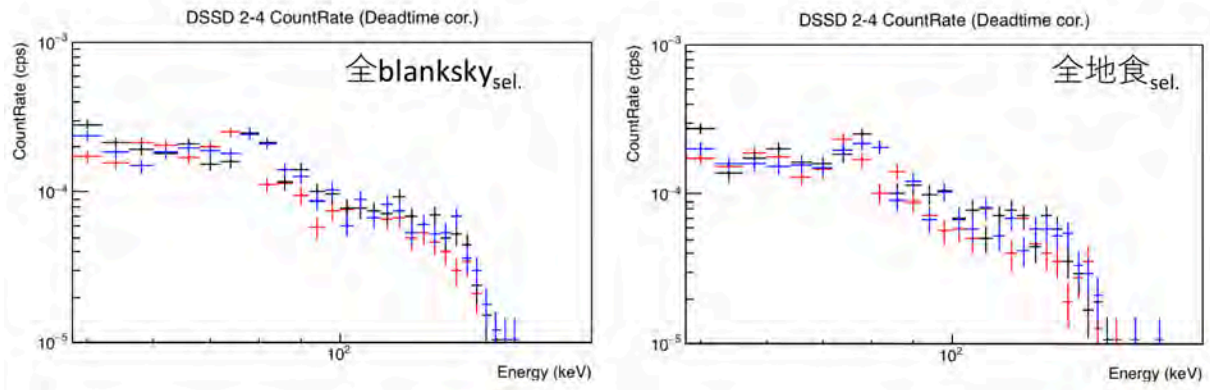 DSSD 2-4 CountRate (Deadtime cor.)
CountRate (cps)
10⁻³
10⁻⁴
10⁻⁵
全blanksky sel.
10²
Energy (keV)
DSSD 2-4 CountRate (Deadtime cor.)
CountRate (cps)
10⁻³
10⁻⁴
10⁻⁵
全地食 sel.
10²
Energy (keV)